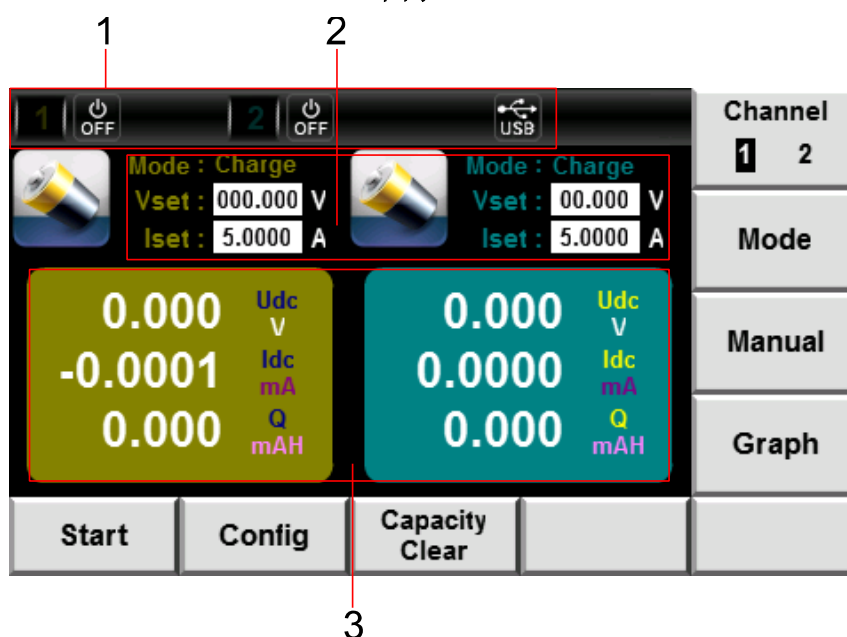 1 2
1 OFF 2 OFF USB
Channel
1 2
Mode : Charge
Vset : 000.000 V
Iset : 5.0000 A
Mode : Charge
Vset : 00.000 V
Iset : 5.0000 A
Mode
0.000 Udc V
-0.0001 Idc mA
0.000 Q mAH
0.000 Udc V
0.0000 Idc mA
0.000 Q mAH
Manual
Graph
Start
Config
Capacity
Clear
3